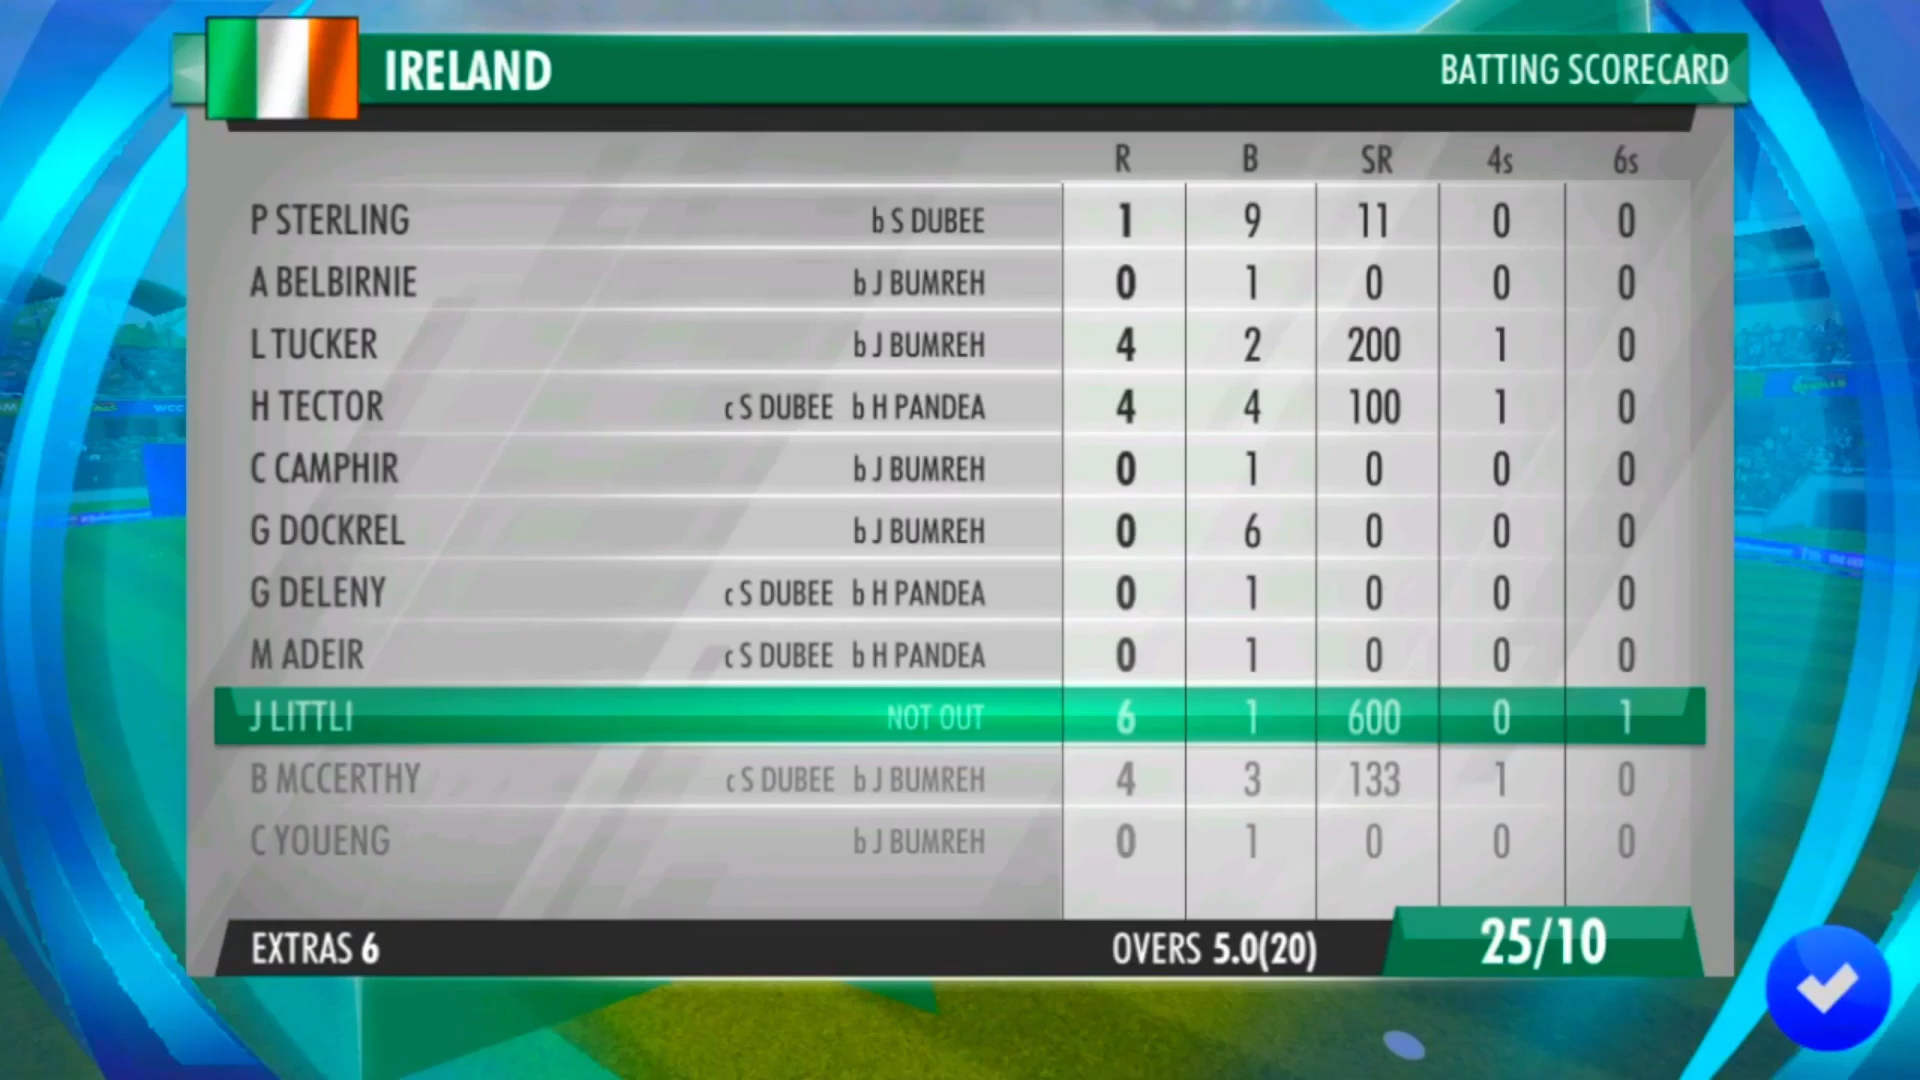 IRELAND BATTING SCORECARD
R B SR 4s 6s
P STERLING b S DUBEE 1 9 11 0 0
A BELBIRNIE b J BUMREH 0 1 0 0 0
L TUCKER b J BUMREH 4 2 200 1 0
H TECTOR c S DUBEE b H PANDEA 4 4 100 1 0
C CAMPHIR b J BUMREH 0 1 0 0 0
G DOCKREL b J BUMREH 0 6 0 0 0
G DELENY c S DUBEE b H PANDEA 0 1 0 0 0
M ADEIR c S DUBEE b H PANDEA 0 1 0 0 0
J LITTLI NOT OUT 6 1 600 0 1
B MCCERTHY c S DUBEE b J BUMREH 4 3 133 1 0
C YOUENG b J BUMREH 0 1 0 0 0
EXTRAS 6 OVERS 5.0(20) 25/10